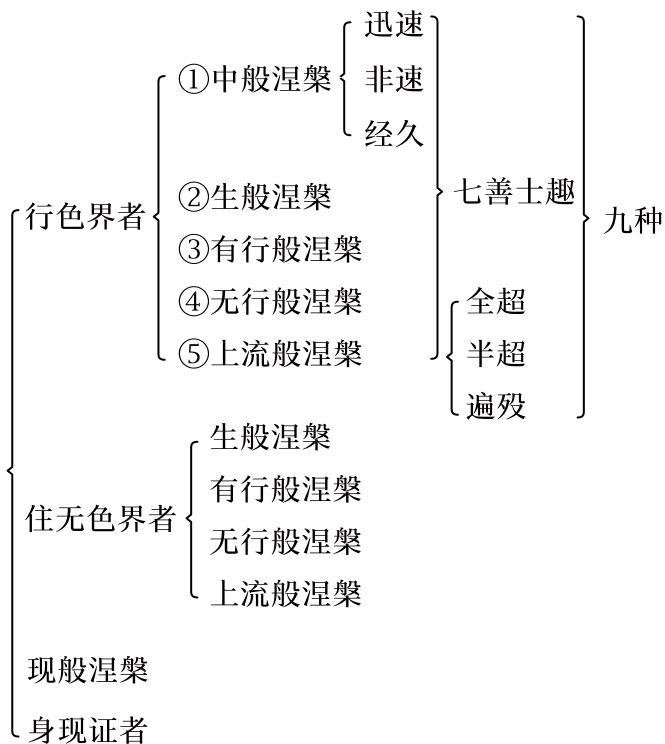 迅速
①中般涅槃
非速
经久
②生般涅槃
七善士趣
行色界者
九种
③有行般涅槃
④无行般涅槃
全超
⑤上流般涅槃
半超
遍殁
生般涅槃
有行般涅槃
住无色界者
无行般涅槃
上流般涅槃
现般涅槃
身现证者